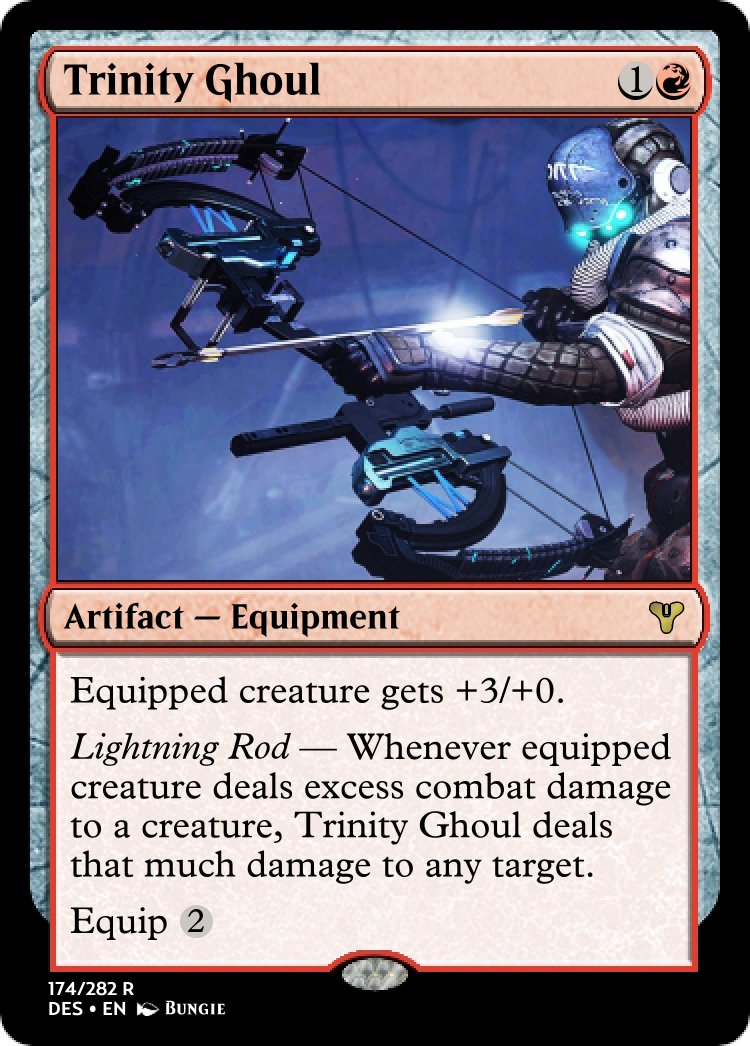 Trinity Ghoul 1
Artifact — Equipment
Equipped creature gets +3/+0.
Lightning Rod — Whenever equipped
creature deals excess combat damage
to a creature, Trinity Ghoul deals
that much damage to any target.
Equip 2
174/282 R
DES • EN Bungie